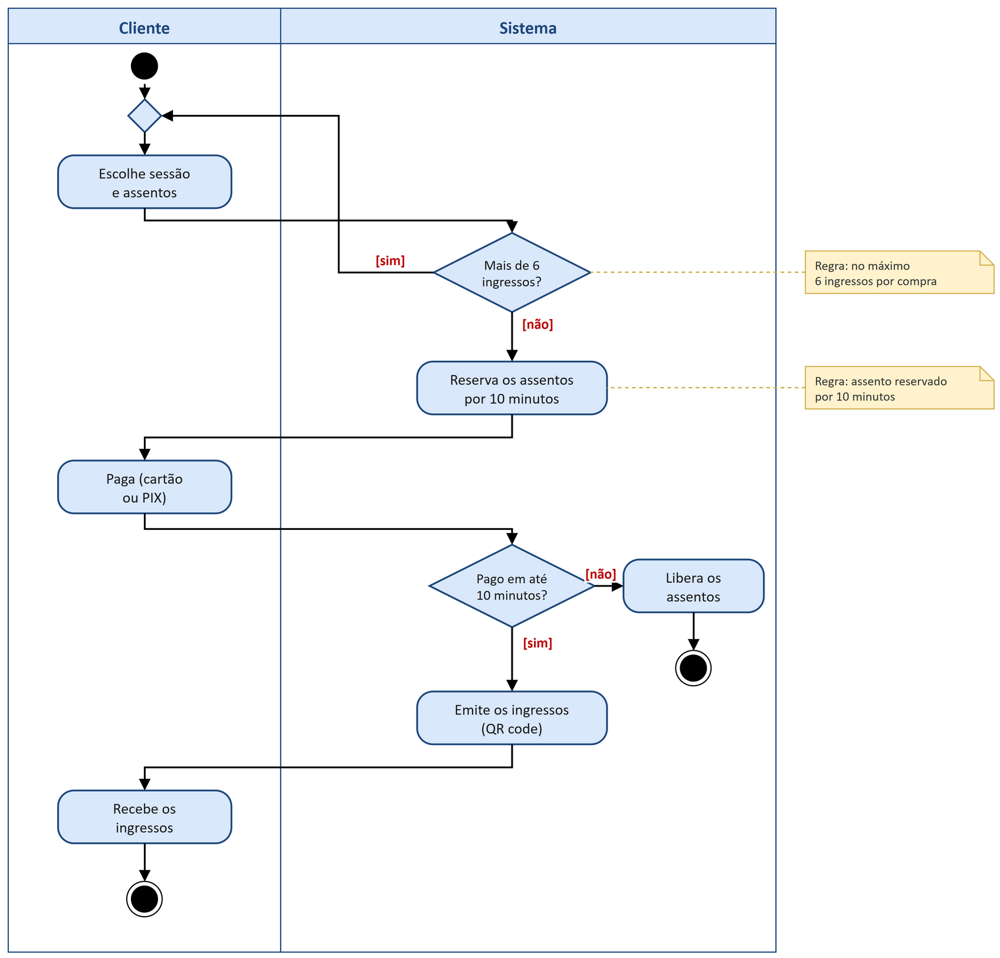 Cliente
Sistema
Escolhe sessão
e assentos
[sim]
Mais de 6
ingressos?
Regra: no máximo
6 ingressos por compra
[não]
Reserva os assentos
por 10 minutos
Regra: assento reservado
por 10 minutos
Paga (cartão
ou PIX)
Pago em até
10 minutos?
[não]
Libera os
assentos
[sim]
Emite os ingressos
(QR code)
Recebe os
ingressos